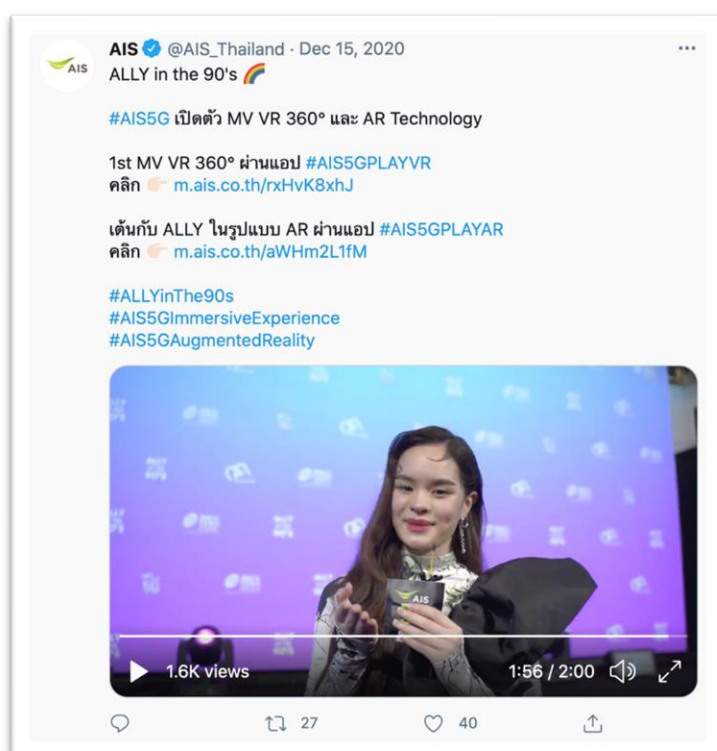 AIS @AIS_Thailand · Dec 15, 2020
AIS
ALLY in the 90's
#AIS5G เปิดตัว MV VR 360° และ AR Technology
1st MV VR 360° ผ่านแอป #AIS5GPLAYVR
คลิก m.ais.co.th/rxHvK8xhJ
เต้นกับ ALLY ในรูปแบบ AR ผ่านแอป #AIS5GPLAYAR
คลิก m.ais.co.th/aWHm2L1fM
#ALLYinThe90s
#AIS5GImmersiveExperience
#AIS5GAugmentedReality
AIS
1.6K views
1:56 / 2:00
27
40